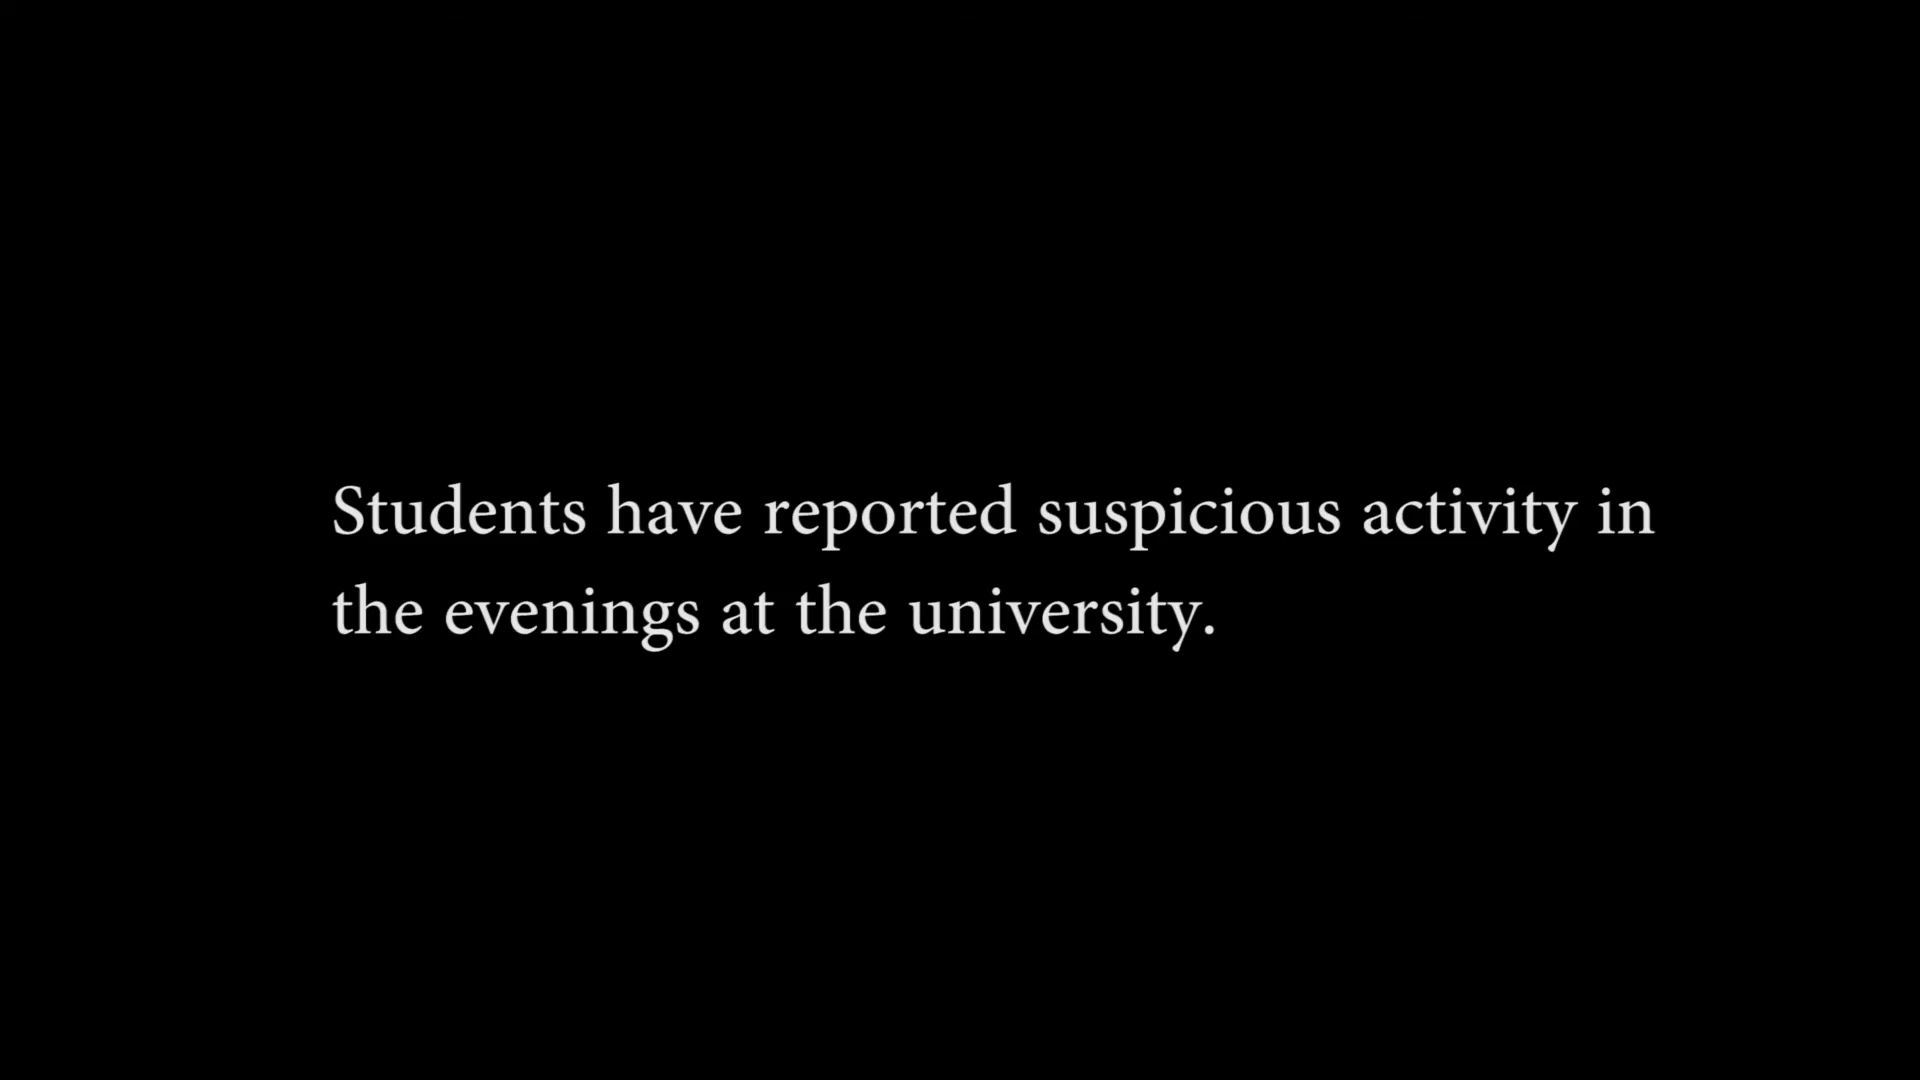 Students have reported suspicious activity in
the evenings at the university.